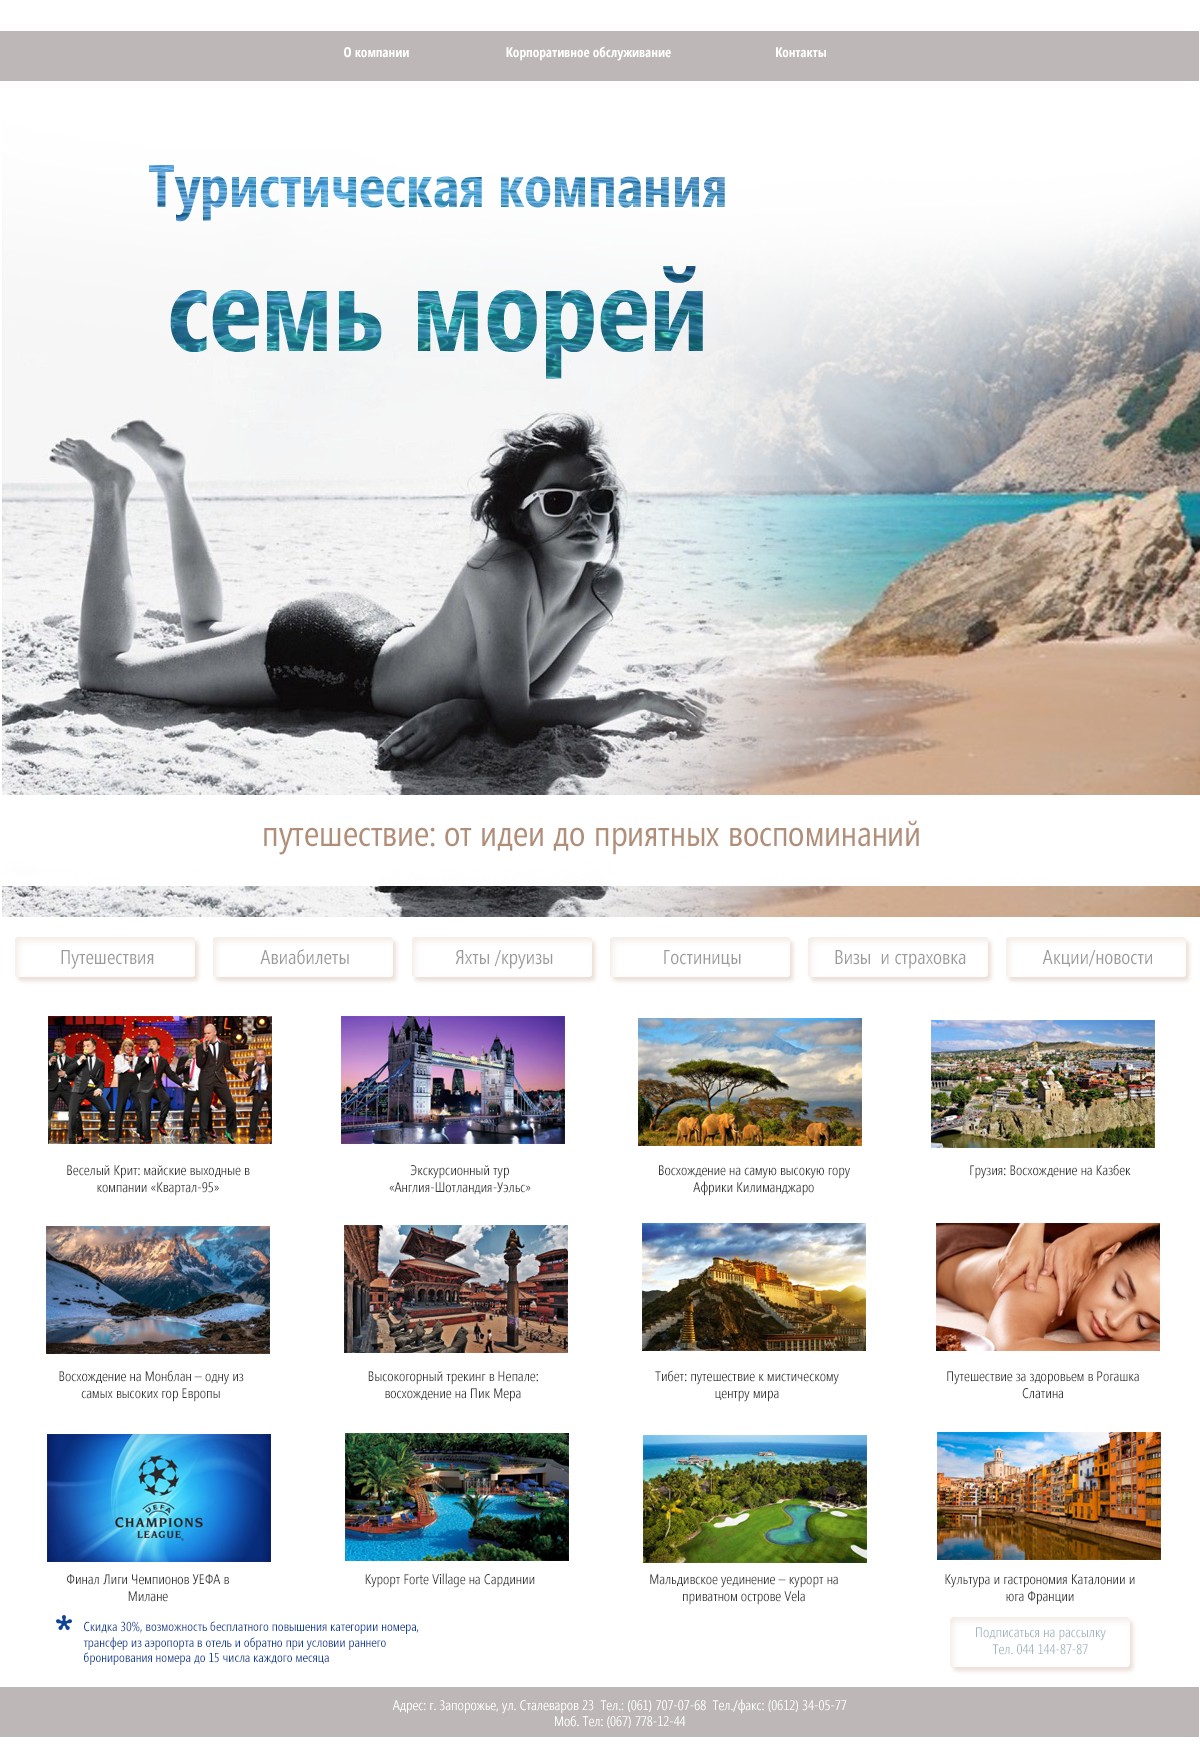 О компании
Корпоративное обслуживание
Контакты
Туристическая компания
семь морей
путешествие: от идеи до приятных воспоминаний
Путешествия
Авиабилеты
Яхты /круизы
Гостиницы
Визы и страховка
Акции/новости
Веселый Крит: майские выходные в
компании «Квартал-95»
Экскурсионный тур
«Англия-Шотландия-Уэльс»
Восхождение на самую высокую гору
Африки Килиманджаро
Грузия: Восхождение на Казбек
Восхождение на Монблан – одну из
самых высоких гор Европы
Высокогорный трекинг в Непале:
восхождение на Пик Мера
Тибет: путешествие к мистическому
центру мира
Путешествие за здоровьем в Рогашка
Слатина
UEFA
CHAMPIONS
LEAGUE
Финал Лиги Чемпионов УЕФА в
Милане
Курорт Forte Village на Сардинии
Мальдивское уединение – курорт на
приватном острове Vela
Культура и гастрономия Каталонии и
юга Франции
* Скидка 30%, возможность бесплатного повышения категории номера,
трансфер из аэропорта в отель и обратно при условии раннего
бронирования номера до 15 числа каждого месяца
Подписаться на рассылку
Тел. 044 144-87-87
Адрес: г. Запорожье, ул. Сталеваров 23 Тел.: (061) 707-07-68 Тел./факс: (0612) 34-05-77
Моб. Тел: (067) 778-12-44